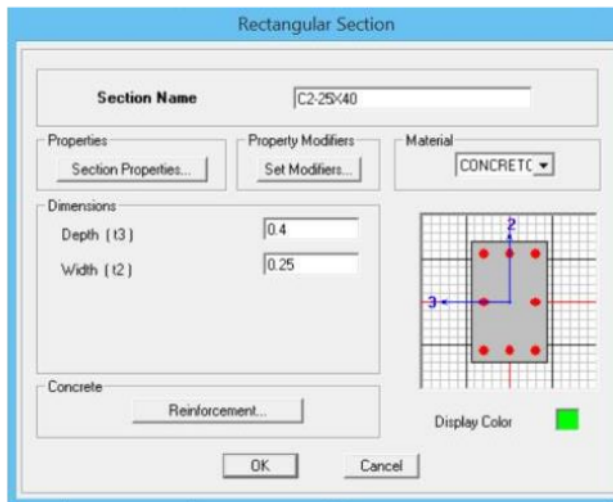 Rectangular Section
Section Name C2-25X40
Properties Property Modifiers Material
Section Properties... Set Modifiers... CONCRETC
Dimensions
Depth ( t3 ) 0.4
Width ( t2 ) 0.25
2
3
Concrete
Reinforcement...
Display Color
OK Cancel